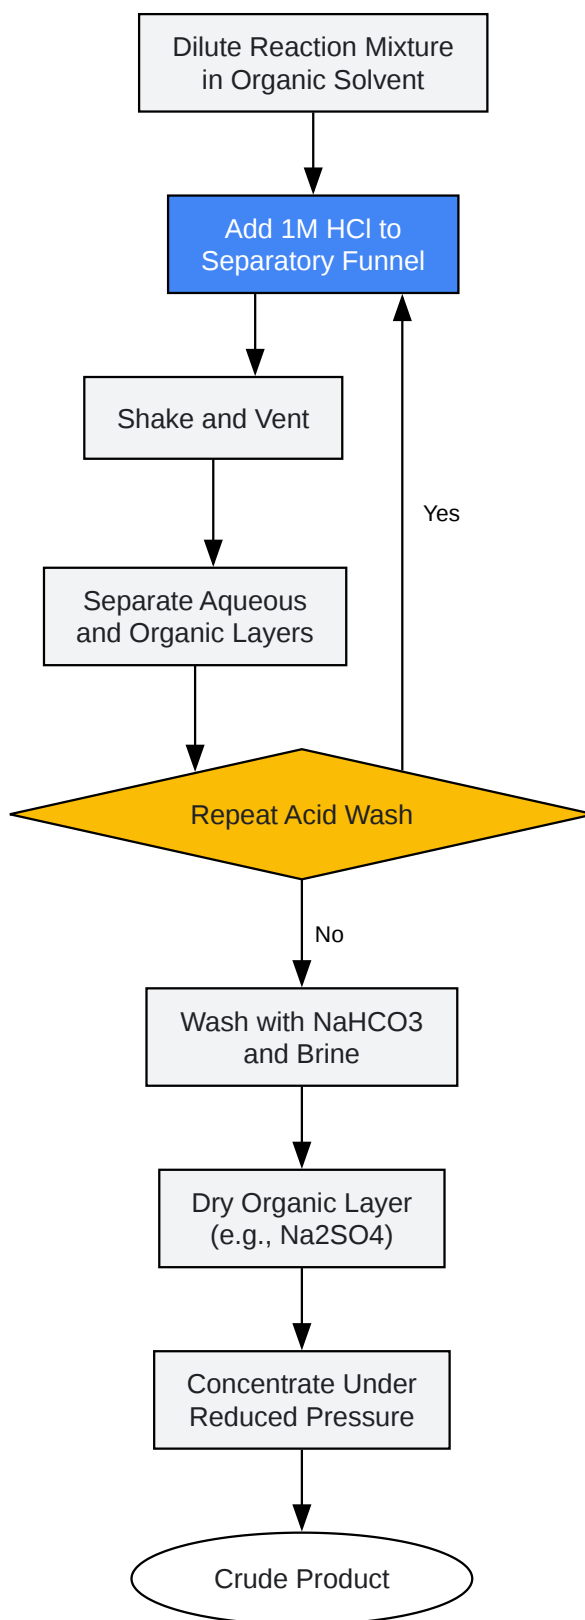 Dilute Reaction Mixture
in Organic Solvent
Add 1M HCl to
Separatory Funnel
Shake and Vent
Yes
Separate Aqueous
and Organic Layers
Repeat Acid Wash
No
Wash with NaHCO3
and Brine
Dry Organic Layer
(e.g., Na2SO4)
Concentrate Under
Reduced Pressure
Crude Product